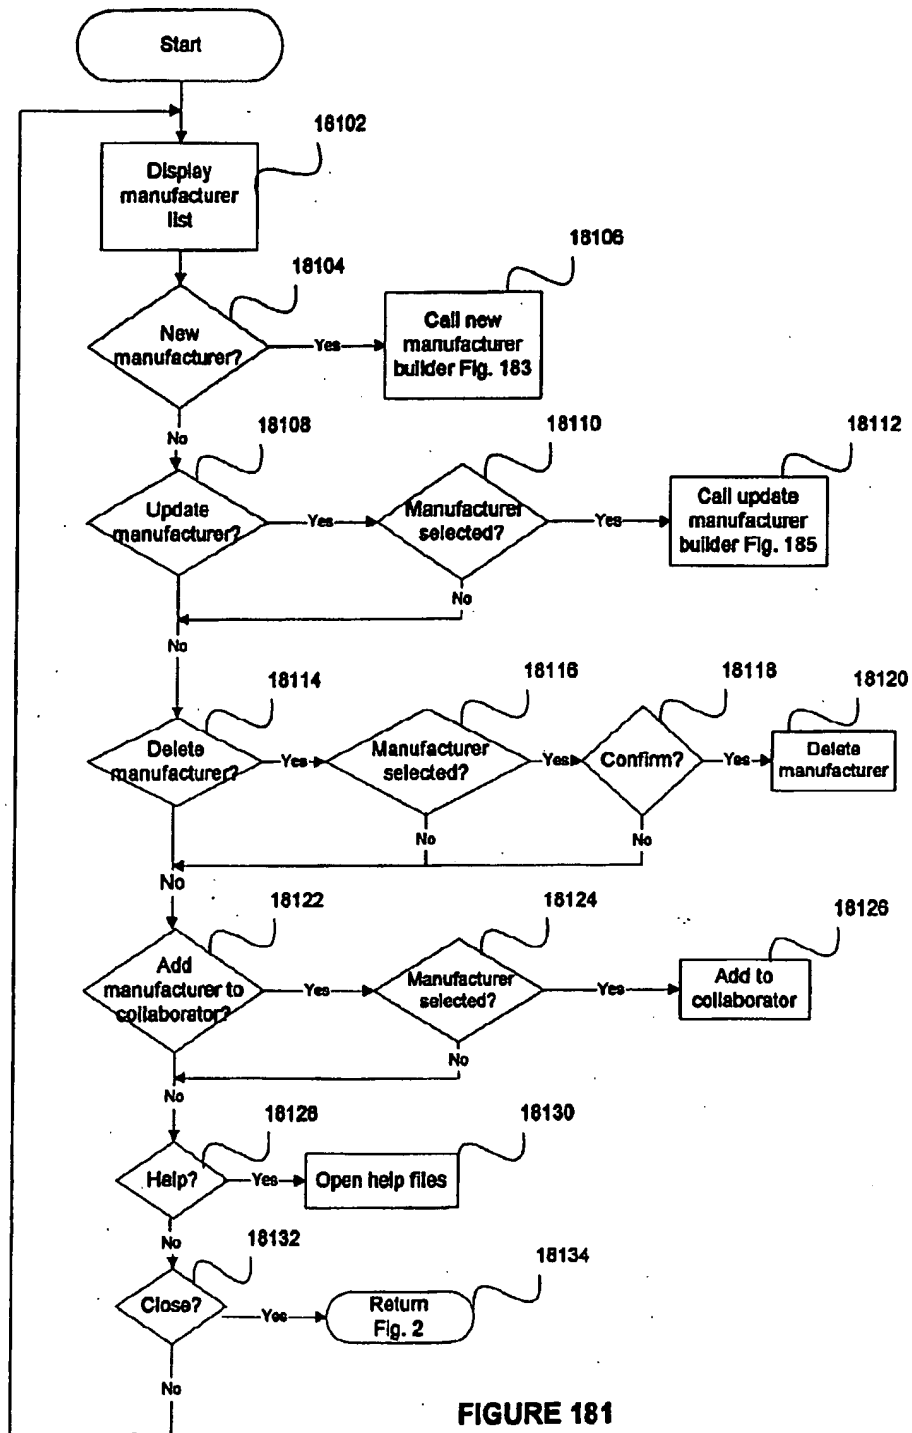 Start
18102
Display
manufacturer
list
18104
18106
New
manufacturer?
Yes
Call new
manufacturer
builder Fig. 183
No
18108
18110
18112
Update
manufacturer?
Yes
Manufacturer
selected?
Yes
Call update
manufacturer
builder Fig. 185
No
No
18114
18116
18118
18120
Delete
manufacturer?
Yes
Manufacturer
selected?
Yes
Confirm?
Yes
Delete
manufacturer
No
No
No
18122
18124
18126
Add
manufacturer to
collaborator?
Yes
Manufacturer
selected?
Yes
Add to
collaborator
No
No
18128
18130
Help?
Yes
Open help files
No
18132
18134
Close?
Yes
Return
Fig. 2
No
FIGURE 181